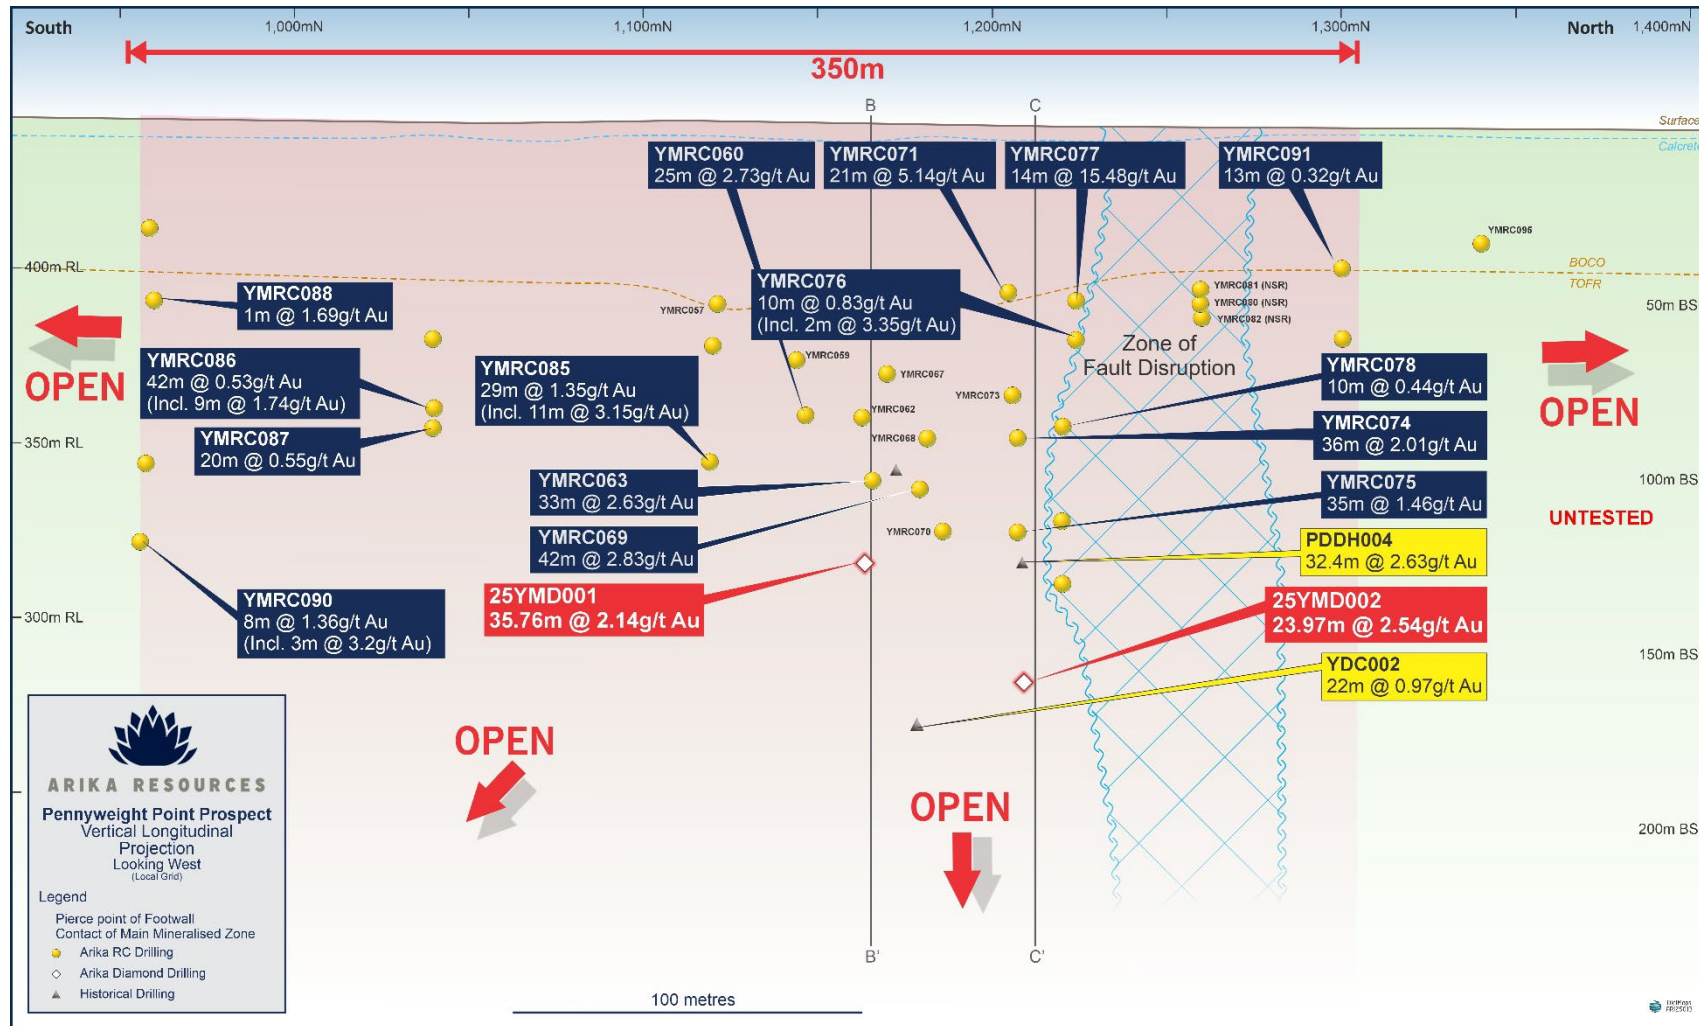 South
1,000mN
1,100mN
1,200mN
1,300mN
North
1,400mN
350m
B
C
Surface
Calcrete
YMRC060
25m @ 2.73g/t Au
YMRC071
21m @ 5.14g/t Au
YMRC077
14m @ 15.48g/t Au
YMRC091
13m @ 0.32g/t Au
YMRC095
400m RL
BOCO
TOFR
YMRC088
1m @ 1.69g/t Au
YMRC057
YMRC076
10m @ 0.83g/t Au
(Incl. 2m @ 3.35g/t Au)
YMRC081 (NSR)
YMRC080 (NSR)
YMRC082 (NSR)
50m BS
Zone of
Fault Disruption
OPEN
YMRC086
42m @ 0.53g/t Au
(Incl. 9m @ 1.74g/t Au)
YMRC085
29m @ 1.35g/t Au
(Incl. 11m @ 3.15g/t Au)
YMRC059
YMRC067
YMRC073
YMRC078
10m @ 0.44g/t Au
OPEN
YMRC087
20m @ 0.55g/t Au
YMRC062
YMRC068
YMRC074
36m @ 2.01g/t Au
350m RL
YMRC063
33m @ 2.63g/t Au
YMRC075
35m @ 1.46g/t Au
100m BS
UNTESTED
YMRC069
42m @ 2.83g/t Au
YMRC070
PDDH004
32.4m @ 2.63g/t Au
25YMD001
35.76m @ 2.14g/t Au
25YMD002
23.97m @ 2.54g/t Au
YMRC090
8m @ 1.36g/t Au
(Incl. 3m @ 3.2g/t Au)
300m RL
YDC002
22m @ 0.97g/t Au
150m BS
OPEN
OPEN
200m BS
ARIKA RESOURCES
Pennyweight Point Prospect
Vertical Longitudinal
Projection
Looking West
(Local Grid)
Legend
Pierce point of Footwall
Contact of Main Mineralised Zone
Arika RC Drilling
Arika Diamond Drilling
Historical Drilling
B'
C'
100 metres